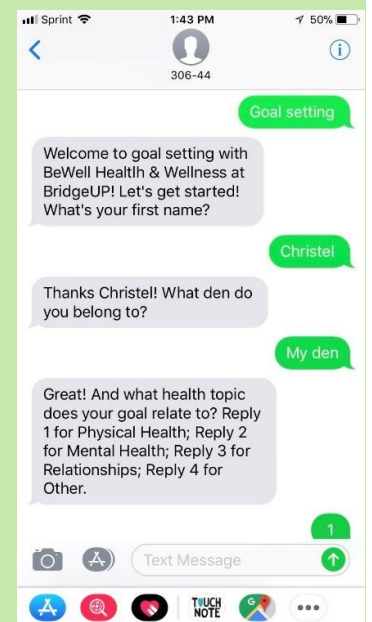 Sprint 1:43 PM 50%
306-44
Goal setting
Welcome to goal setting with
BeWell Healtlh & Wellness at
BridgeUP! Let's get started!
What's your first name?
Christel
Thanks Christel! What den do
you belong to?
My den
Great! And what health topic
does your goal relate to? Reply
1 for Physical Health; Reply 2
for Mental Health; Reply 3 for
Relationships; Reply 4 for
Other.
1
Text Message
TOUCH
NOTE